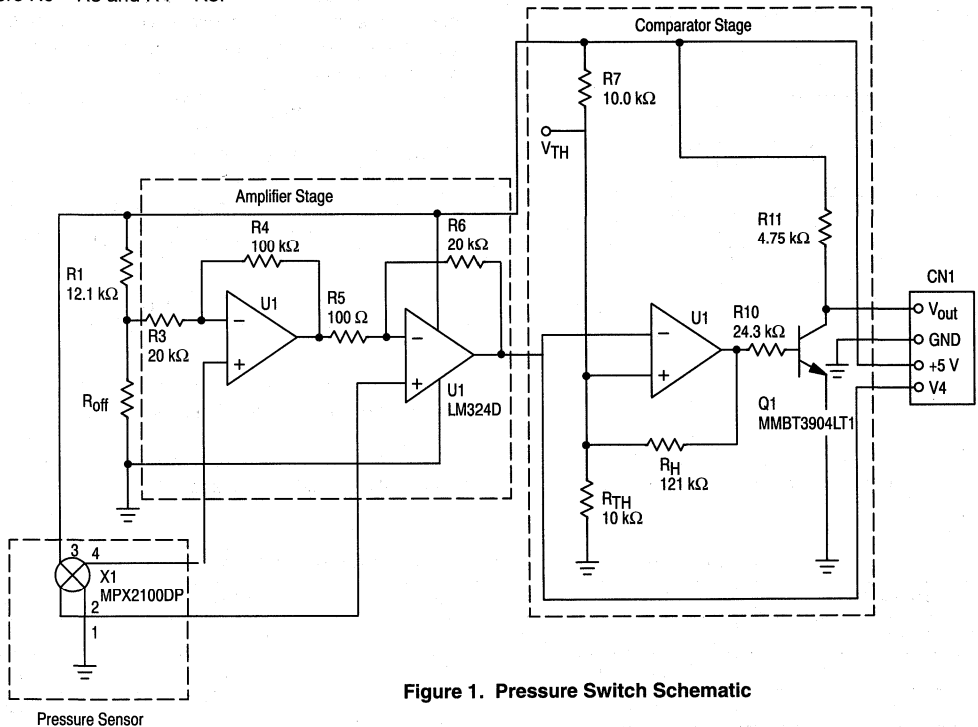 Comparator Stage
R7
10.0 kΩ
VTH
Amplifier Stage
R4
100 kΩ
R6
20 kΩ
R11
4.75 kΩ
R1
12.1 kΩ
U1
R5
100 Ω
R3
20 kΩ
CN1
U1
R10
24.3 kΩ
Vout
GND
+5 V
V4
Roff
U1
LM324D
Q1
MMBT3904LT1
RH
121 kΩ
RTH
10 kΩ
3
4
X1
MPX2100DP
2
1
Figure 1. Pressure Switch Schematic
Pressure Sensor